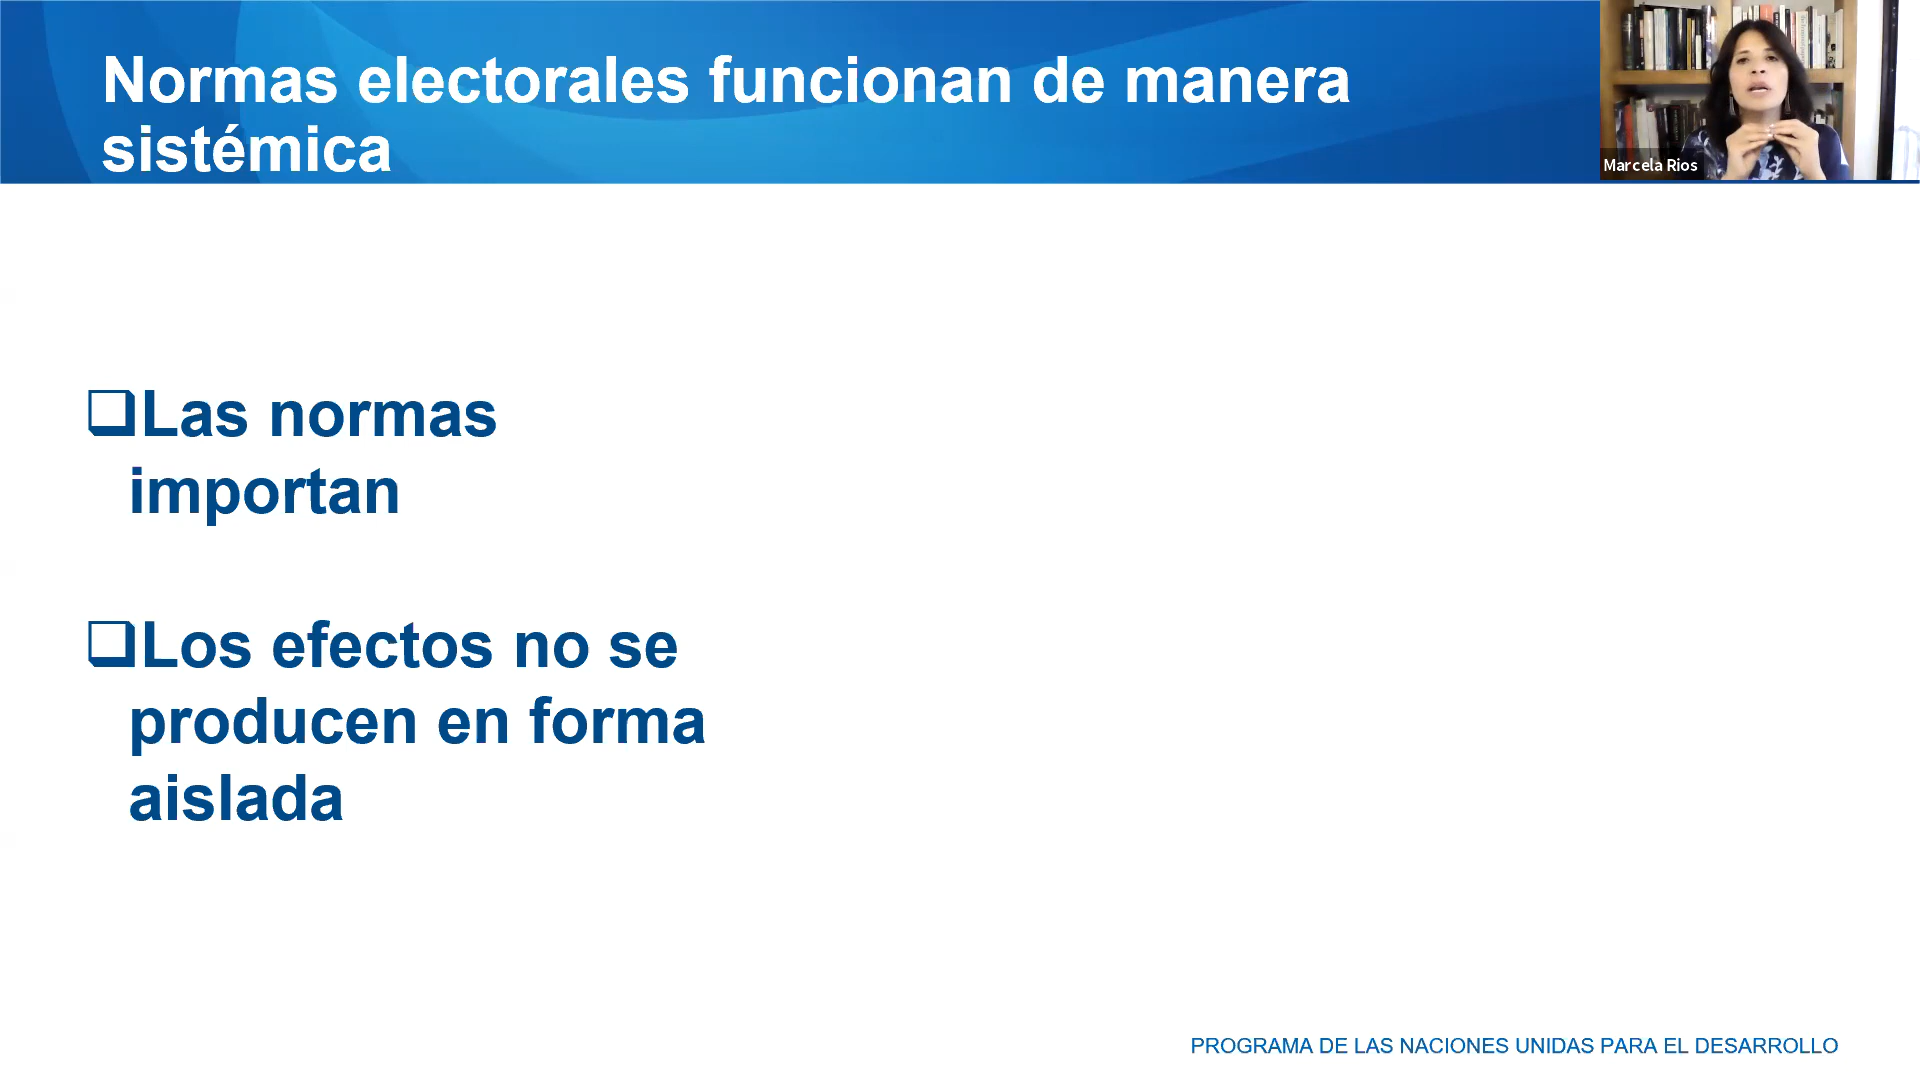 Normas electorales funcionan de manera
sistémica
Marcela Rios
❑Las normas
importan
❑Los efectos no se
producen en forma
aislada
PROGRAMA DE LAS NACIONES UNIDAS PARA EL DESARROLLO